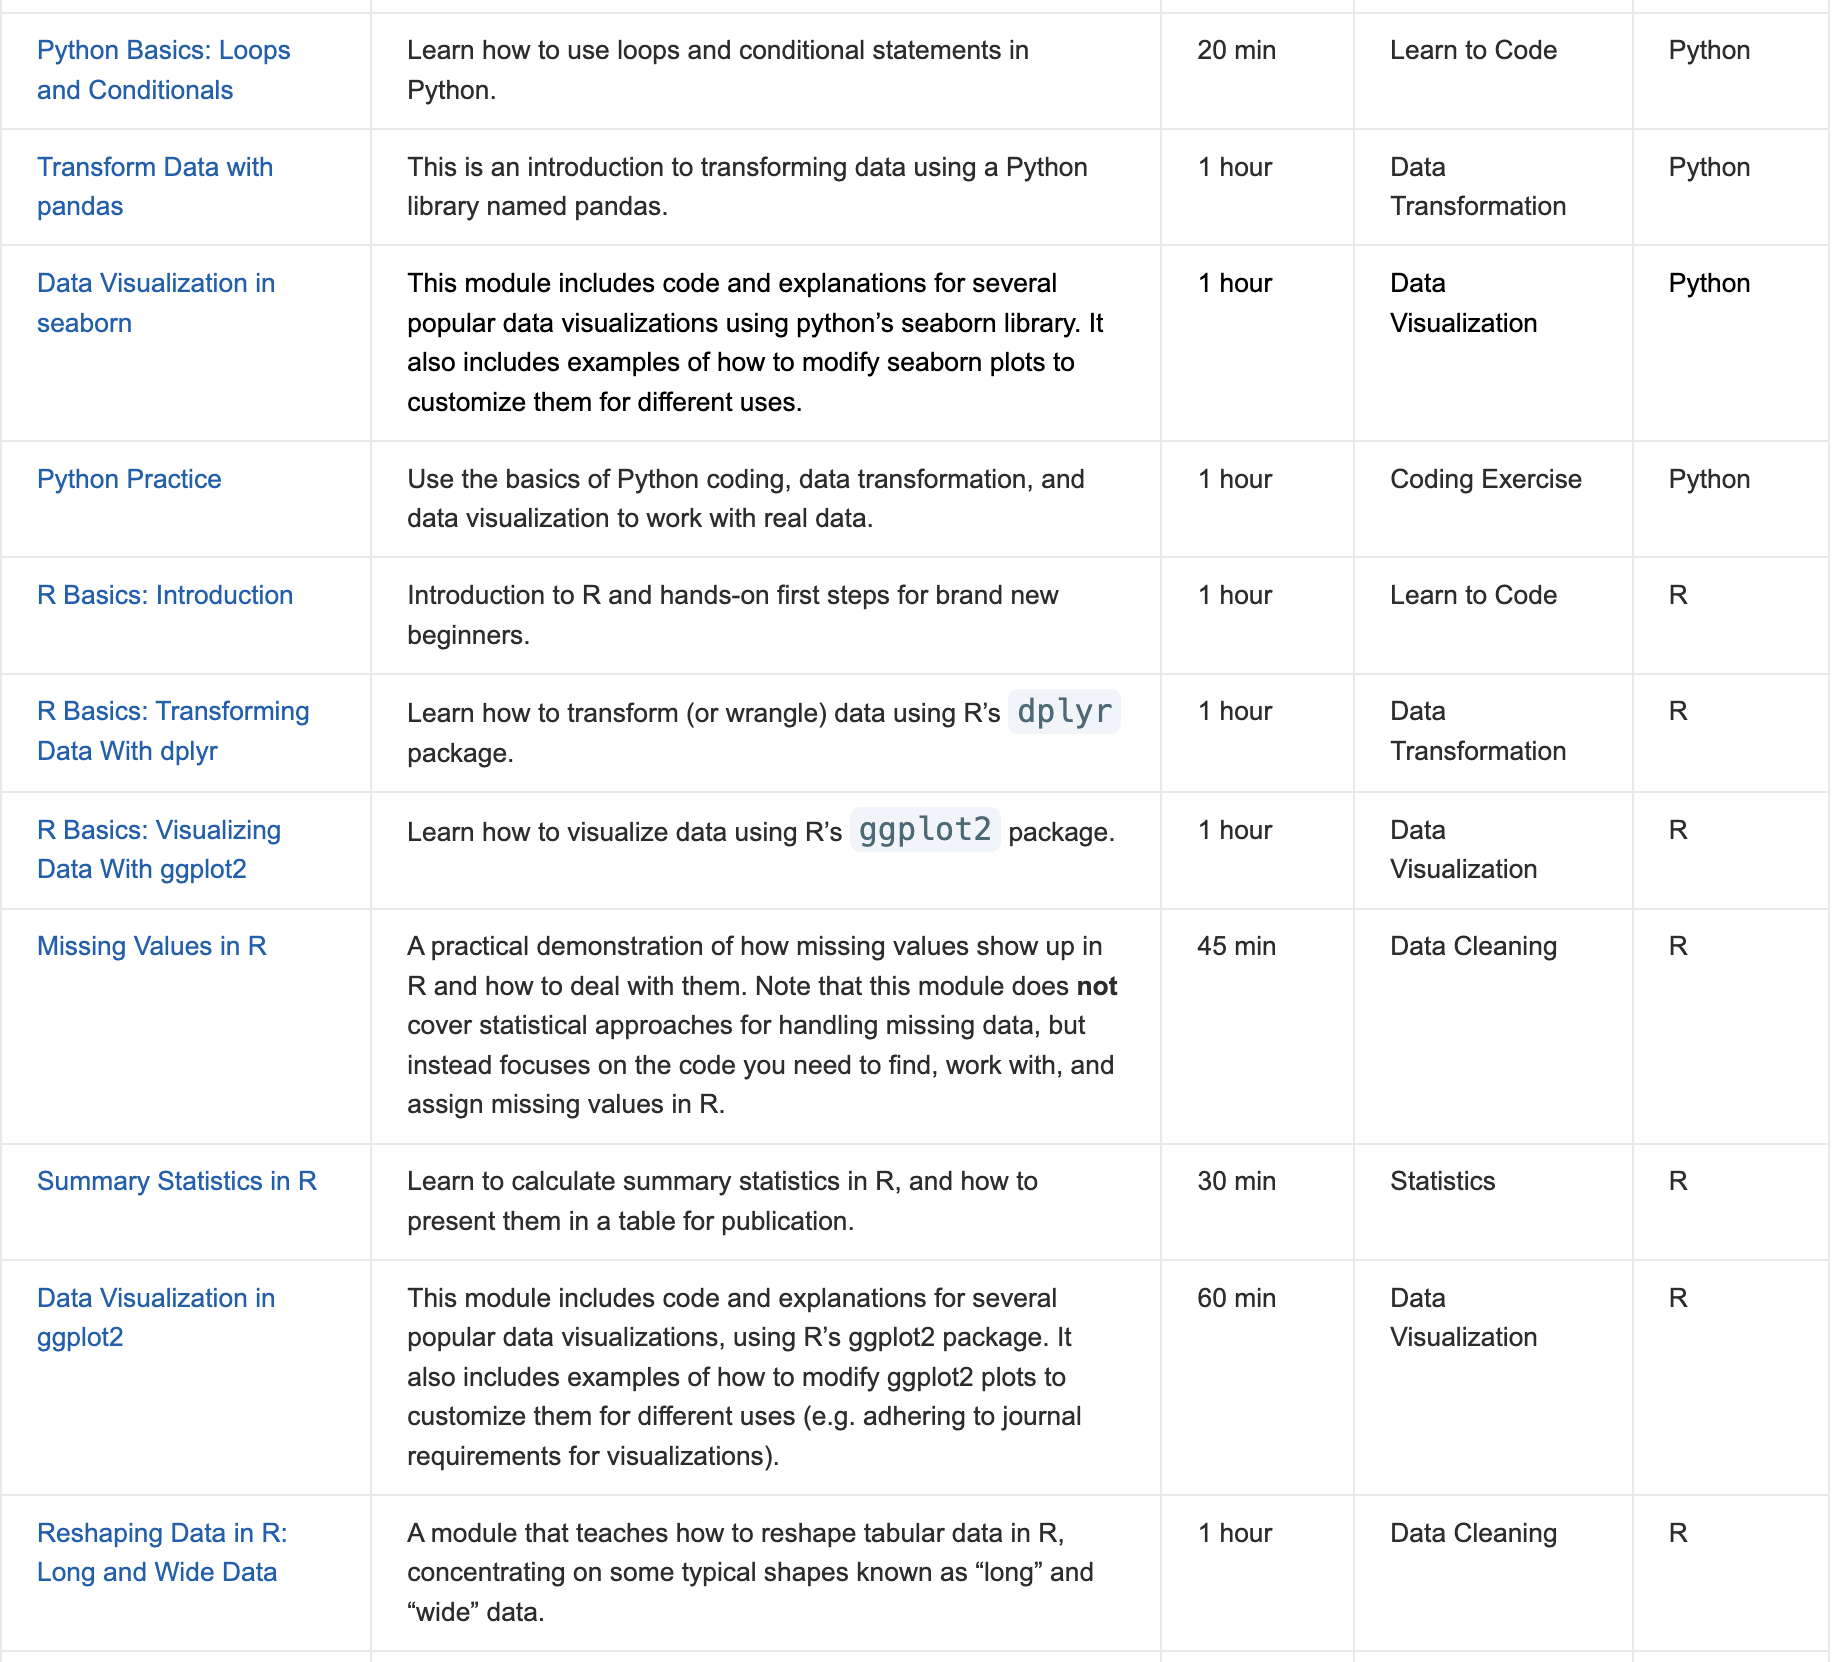 Python Basics: Loops
and Conditionals
Learn how to use loops and conditional statements in
Python.
20 min
Learn to Code
Python
Transform Data with
pandas
This is an introduction to transforming data using a Python
library named pandas.
1 hour
Data
Transformation
Python
Data Visualization in
seaborn
This module includes code and explanations for several
popular data visualizations using python’s seaborn library. It
also includes examples of how to modify seaborn plots to
customize them for different uses.
1 hour
Data
Visualization
Python
Python Practice
Use the basics of Python coding, data transformation, and
data visualization to work with real data.
1 hour
Coding Exercise
Python
R Basics: Introduction
Introduction to R and hands-on first steps for brand new
beginners.
1 hour
Learn to Code
R
R Basics: Transforming
Data With dplyr
Learn how to transform (or wrangle) data using R’s dplyr
package.
1 hour
Data
Transformation
R
R Basics: Visualizing
Data With ggplot2
Learn how to visualize data using R’s ggplot2 package.
1 hour
Data
Visualization
R
Missing Values in R
A practical demonstration of how missing values show up in
R and how to deal with them. Note that this module does not
cover statistical approaches for handling missing data, but
instead focuses on the code you need to find, work with, and
assign missing values in R.
45 min
Data Cleaning
R
Summary Statistics in R
Learn to calculate summary statistics in R, and how to
present them in a table for publication.
30 min
Statistics
R
Data Visualization in
ggplot2
This module includes code and explanations for several
popular data visualizations, using R’s ggplot2 package. It
also includes examples of how to modify ggplot2 plots to
customize them for different uses (e.g. adhering to journal
requirements for visualizations).
60 min
Data
Visualization
R
Reshaping Data in R:
Long and Wide Data
A module that teaches how to reshape tabular data in R,
concentrating on some typical shapes known as “long” and
“wide” data.
1 hour
Data Cleaning
R